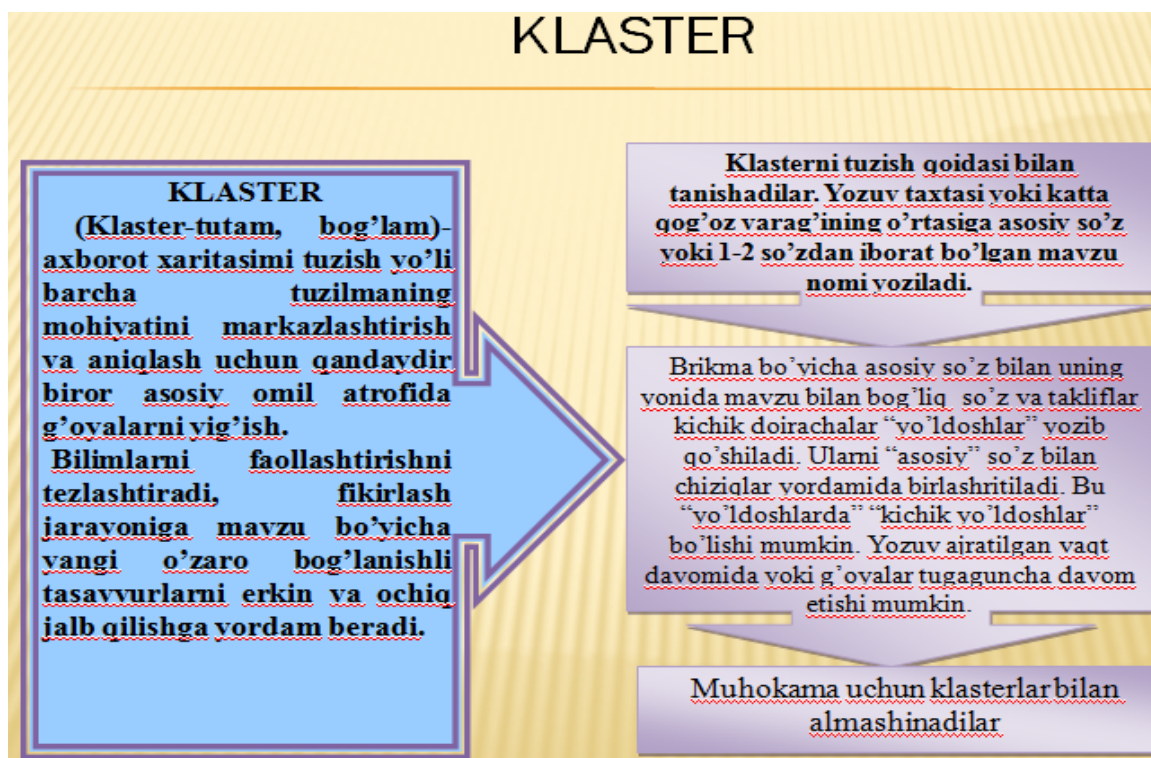 KLASTER
KLASTER
(Klaster-tutam, bog’lam)-
axborot xaritasimi tuzish yo’li
barcha tuzilmaning
mohiyatini markazlashtirish
va aniqlash uchun qandaydir
biror asosiy omil atrofida
g’oyalarni yig’ish.
Bilimlarni faollashtirishni
tezlashtiradi, fikirlash
jarayoniga mavzu bo’yicha
yangi o’zaro bog’lanishli
tasavvurlarni erkin va ochiq
jalb qilishga yordam beradi.
Klasterni tuzish qoidasi bilan
tanishadilar. Yozuv taxtasi yoki katta
qog’oz varag’ining o’rtasiga asosiy so’z
yoki 1-2 so’zdan iborat bo’lgan mavzu
nomi yoziladi.
Brikma bo’yicha asosiy so’z bilan uning
yonida mavzu bilan bog’liq so’z va takliflar
kichik doirachalar “yo’ldoshlar” yozib
qo’shiladi. Ularni “asosiy” so’z bilan
chiziqlar yordamida birlashritiladi. Bu
“yo’ldoshlarda” “kichik yo’ldoshlar”
bo’lishi mumkin. Yozuv ajratilgan vaqt
davomida yoki g’oyalar tugaguncha davom
etishi mumkin.
Muhokama uchun klasterlar bilan
almashinadilar